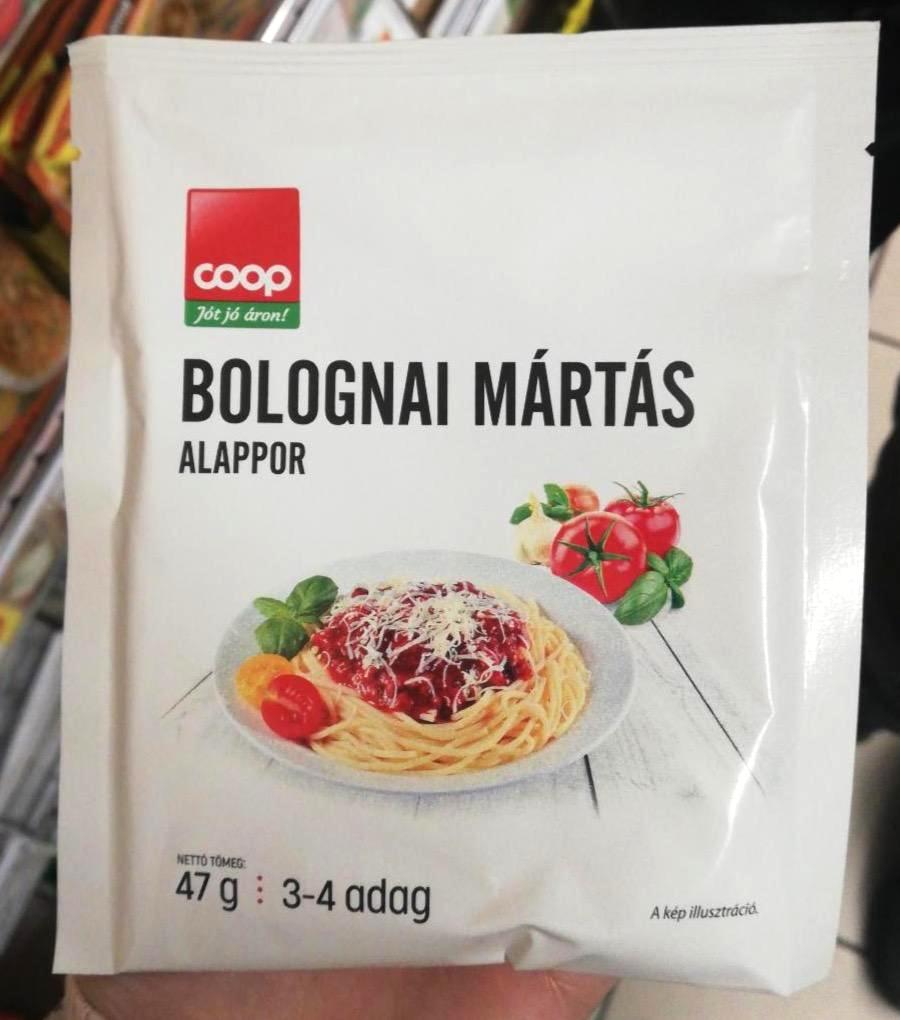 coop
Jót jó áron!
BOLOGNAI MÁRTÁS
ALAPPOR
NETTÓ TÖMEG:
47 g 3-4 adag
A kép illusztráció.